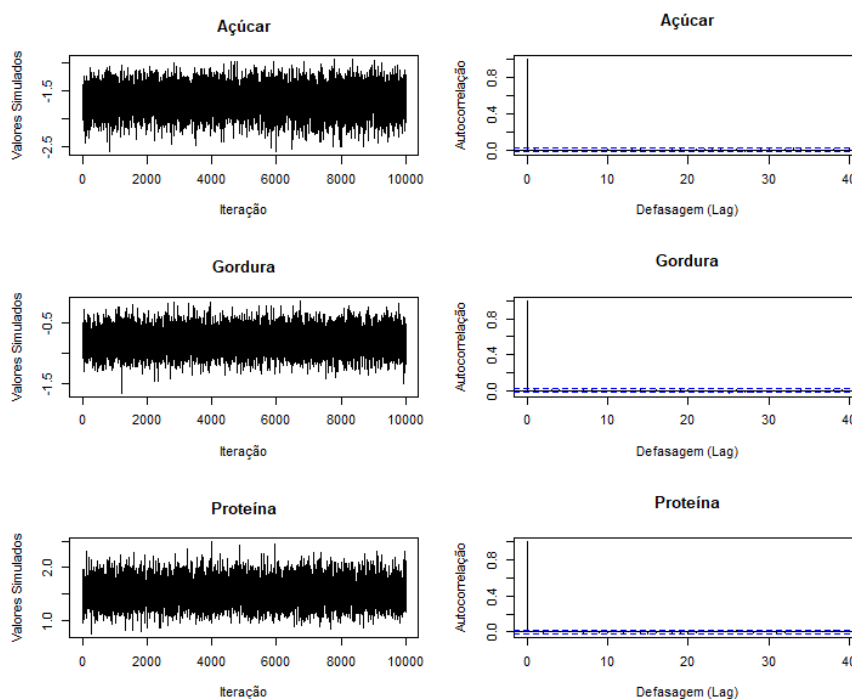 Açúcar
Valores Simulados
-1.5
-2.5
0 2000 4000 6000 8000 10000
Iteração
Açúcar
Autocorrelação
0.8
0.4
0.0
0 10 20 30 40
Defasagem (Lag)
Gordura
Valores Simulados
-0.5
-1.5
0 2000 4000 6000 8000 10000
Iteração
Gordura
Autocorrelação
0.8
0.4
0.0
0 10 20 30 40
Defasagem (Lag)
Proteína
Valores Simulados
2.0
1.0
0 2000 4000 6000 8000 10000
Iteração
Proteína
Autocorrelação
0.8
0.4
0.0
0 10 20 30 40
Defasagem (Lag)